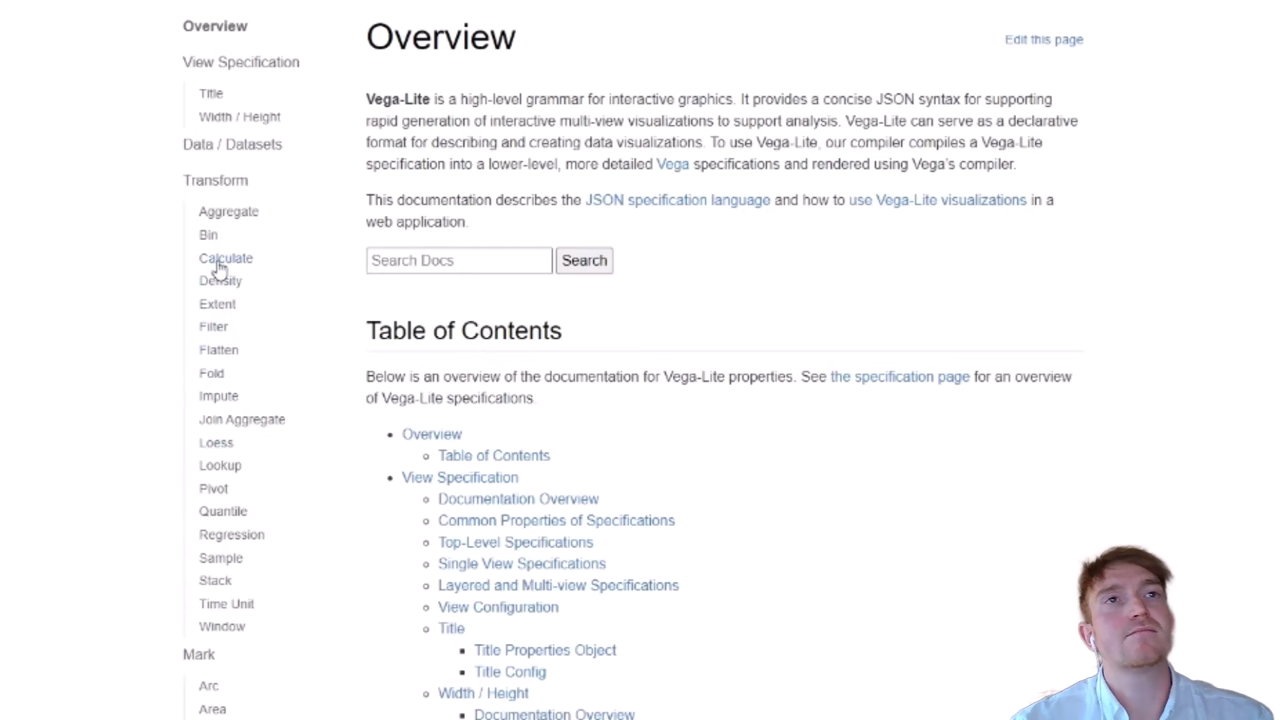 Overview
View Specification
Title
Width / Height
Data / Datasets
Transform
Aggregate
Bin
Calculate
Density
Extent
Filter
Flatten
Fold
Impute
Join Aggregate
Loess
Lookup
Pivot
Quantile
Regression
Sample
Stack
Time Unit
Window
Mark
Arc
Area
Overview
Edit this page
Vega-Lite is a high-level grammar for interactive graphics. It provides a concise JSON syntax for supporting
rapid generation of interactive multi-view visualizations to support analysis. Vega-Lite can serve as a declarative
format for describing and creating data visualizations. To use Vega-Lite, our compiler compiles a Vega-Lite
specification into a lower-level, more detailed Vega specifications and rendered using Vega's compiler.
This documentation describes the JSON specification language and how to use Vega-Lite visualizations in a
web application.
Search Docs
Search
Table of Contents
Below is an overview of the documentation for Vega-Lite properties. See the specification page for an overview
of Vega-Lite specifications
Overview
Table of Contents
View Specification
Documentation Overview
Common Properties of Specifications
Top-Level Specifications
Single View Specifications
Layered and Multi-view Specifications
View Configuration
Title
Title Properties Object
Title Config
Width / Height
Documentation Overview